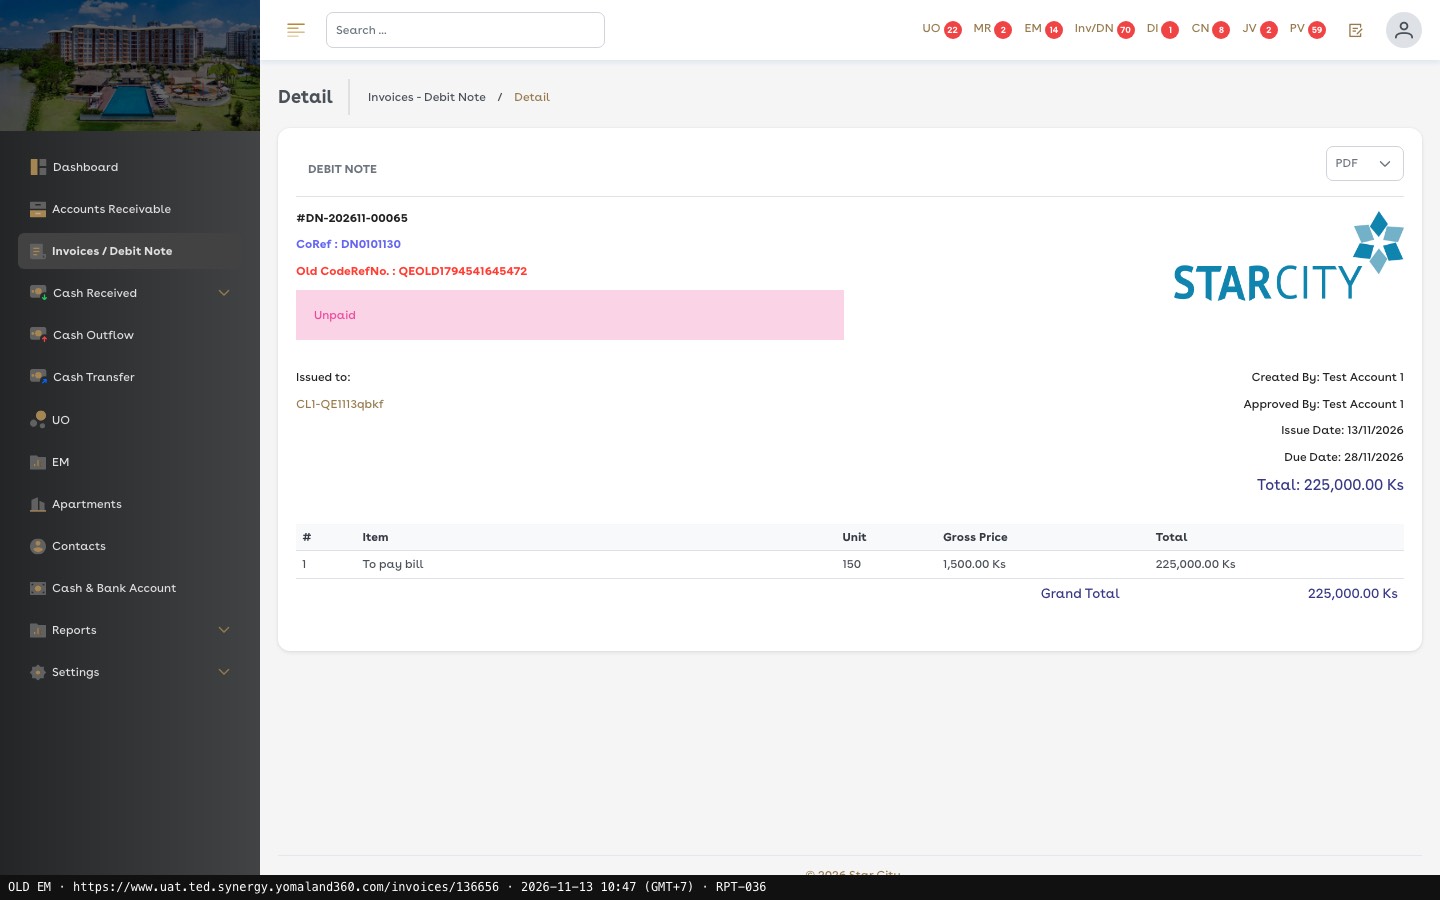 Search ...
UO 22 MR 2 EM 14 Inv/DN 70 DI 1 CN 8 JV 2 PV 59
Dashboard
Accounts Receivable
Invoices / Debit Note
Cash Received
Cash Outflow
Cash Transfer
UO
EM
Apartments
Contacts
Cash & Bank Account
Reports
Settings
Detail
Invoices - Debit Note / Detail
DEBIT NOTE
PDF
#DN-202611-00065
CoRef : DN0101130
Old CodeRefNo. : QEOLD1794541645472
STARCITY
Unpaid
Issued to:
CL1-QE1113qbkf
Created By: Test Account 1
Approved By: Test Account 1
Issue Date: 13/11/2026
Due Date: 28/11/2026
Total: 225,000.00 Ks
# Item Unit Gross Price Total
1 To pay bill 150 1,500.00 Ks 225,000.00 Ks
Grand Total 225,000.00 Ks
© 2026 Star City
OLD EM · https://www.uat.ted.synergy.yomaland360.com/invoices/136656 · 2026-11-13 10:47 (GMT+7) · RPT-036